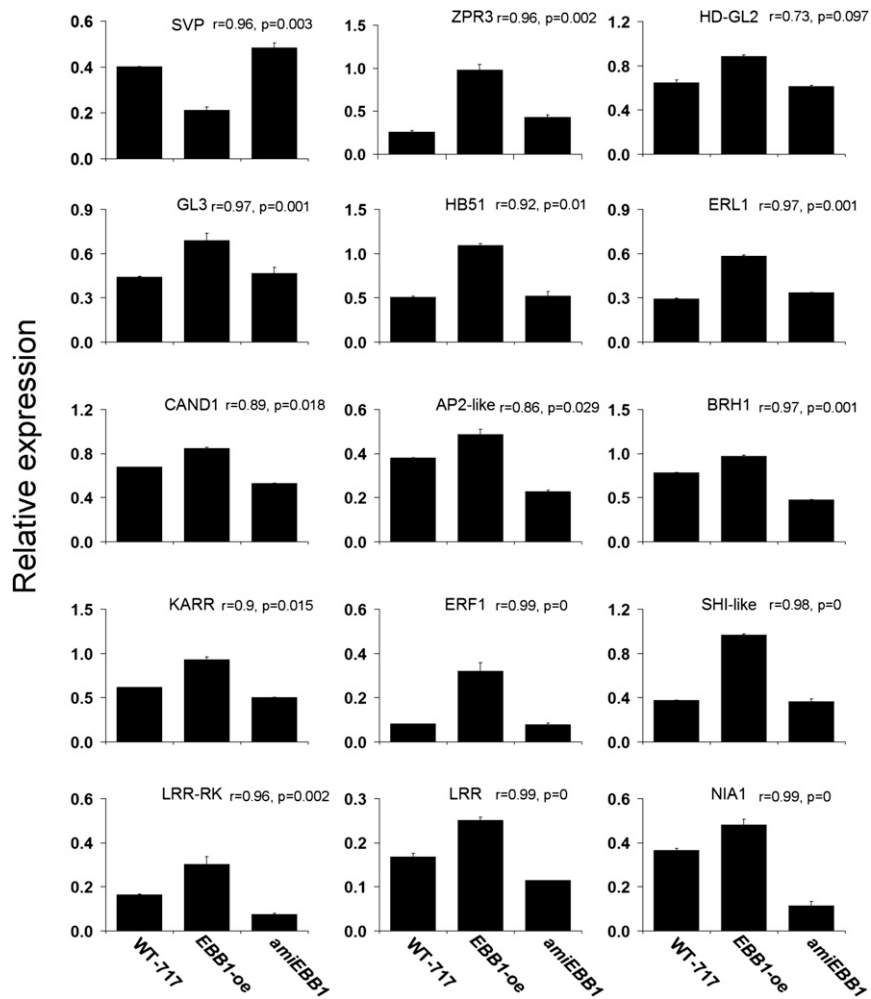 SVP r=0.96, p=0.003
ZPR3 r=0.96, p=0.002
HD-GL2 r=0.73, p=0.097
0.6
0.4
0.2
0.0
1.5
1.0
0.5
0.0
1.2
0.8
0.4
0.0
GL3 r=0.97, p=0.001
HB51 r=0.92, p=0.01
ERL1 r=0.97, p=0.001
0.9
0.6
0.3
0.0
1.5
1.0
0.5
0.0
0.9
0.6
0.3
0.0
Relative expression
CAND1 r=0.89, p=0.018
AP2-like r=0.86, p=0.029
BRH1 r=0.97, p=0.001
1.2
0.8
0.4
0.0
0.6
0.4
0.2
0.0
1.5
1.0
0.5
0.0
KARR r=0.9, p=0.015
ERF1 r=0.99, p=0
SHI-like r=0.98, p=0
1.5
1.0
0.5
0.0
0.6
0.4
0.2
0.0
1.2
0.8
0.4
0.0
LRR-RK r=0.96, p=0.002
LRR r=0.99, p=0
NIA1 r=0.99, p=0
0.6
0.4
0.2
0.0
0.3
0.2
0.1
0.0
0.6
0.4
0.2
0.0
WT-717
EBB1-oe
amiEBB1
WT-717
EBB1-oe
amiEBB1
WT-717
EBB1-oe
amiEBB1